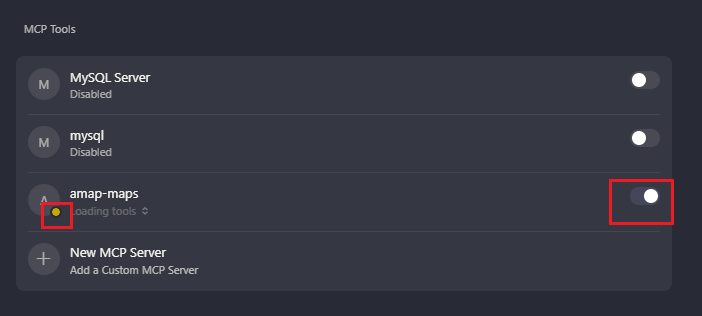 MCP Tools
M
MySQL Server
Disabled
M
mysql
Disabled
A
amap-maps
Loading tools
New MCP Server
Add a Custom MCP Server